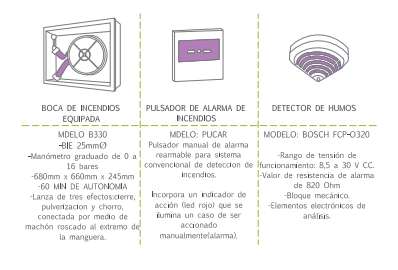 BOCA DE INCENDIOS
EQUIPADA
MDELO B330
-BIE 25mmØ
-Manómetro graduado de 0 a
16 bares
-680mm x 660mm x 245mm
-60 MIN DE AUTONOMIA
-Lanza de tres efectos:cierre,
pulverizacion y chorro,
conectada por medio de
machón roscado al extremo de
la manguera.
PULSADOR DE ALARMA DE
INCENDIOS
MDELO: PUCAR
Pulsador manual de alarma
rearmable para sistema
convencional de deteccion de
incendios.
Incorpora un indicador de
acción (led rojo) que se
ilumina un caso de ser
accionado
manualmente(alarma).
DETECTOR DE HUMOS
MODELO: BOSCH FCP-O320
-Rango de tensión de
funcionamiento: 8,5 a 30 V CC.
-Valor de resistencia de alarma
de 820 Ohm
-Bloque mecánico.
-Elementos electrónicos de
análisis.